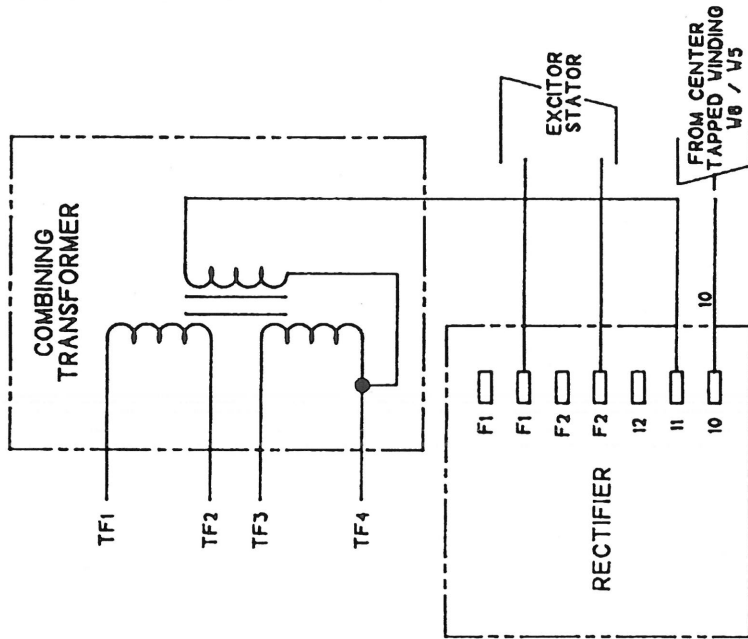 COMBINING
TRANSFORMER
TF1
TF2
TF3
TF4
EXCITOR
STATOR
FROM CENTER
TAPPED WINDING
W6 / W5
10
F1
F1
F2
F2
12
11
10
RECTIFIER